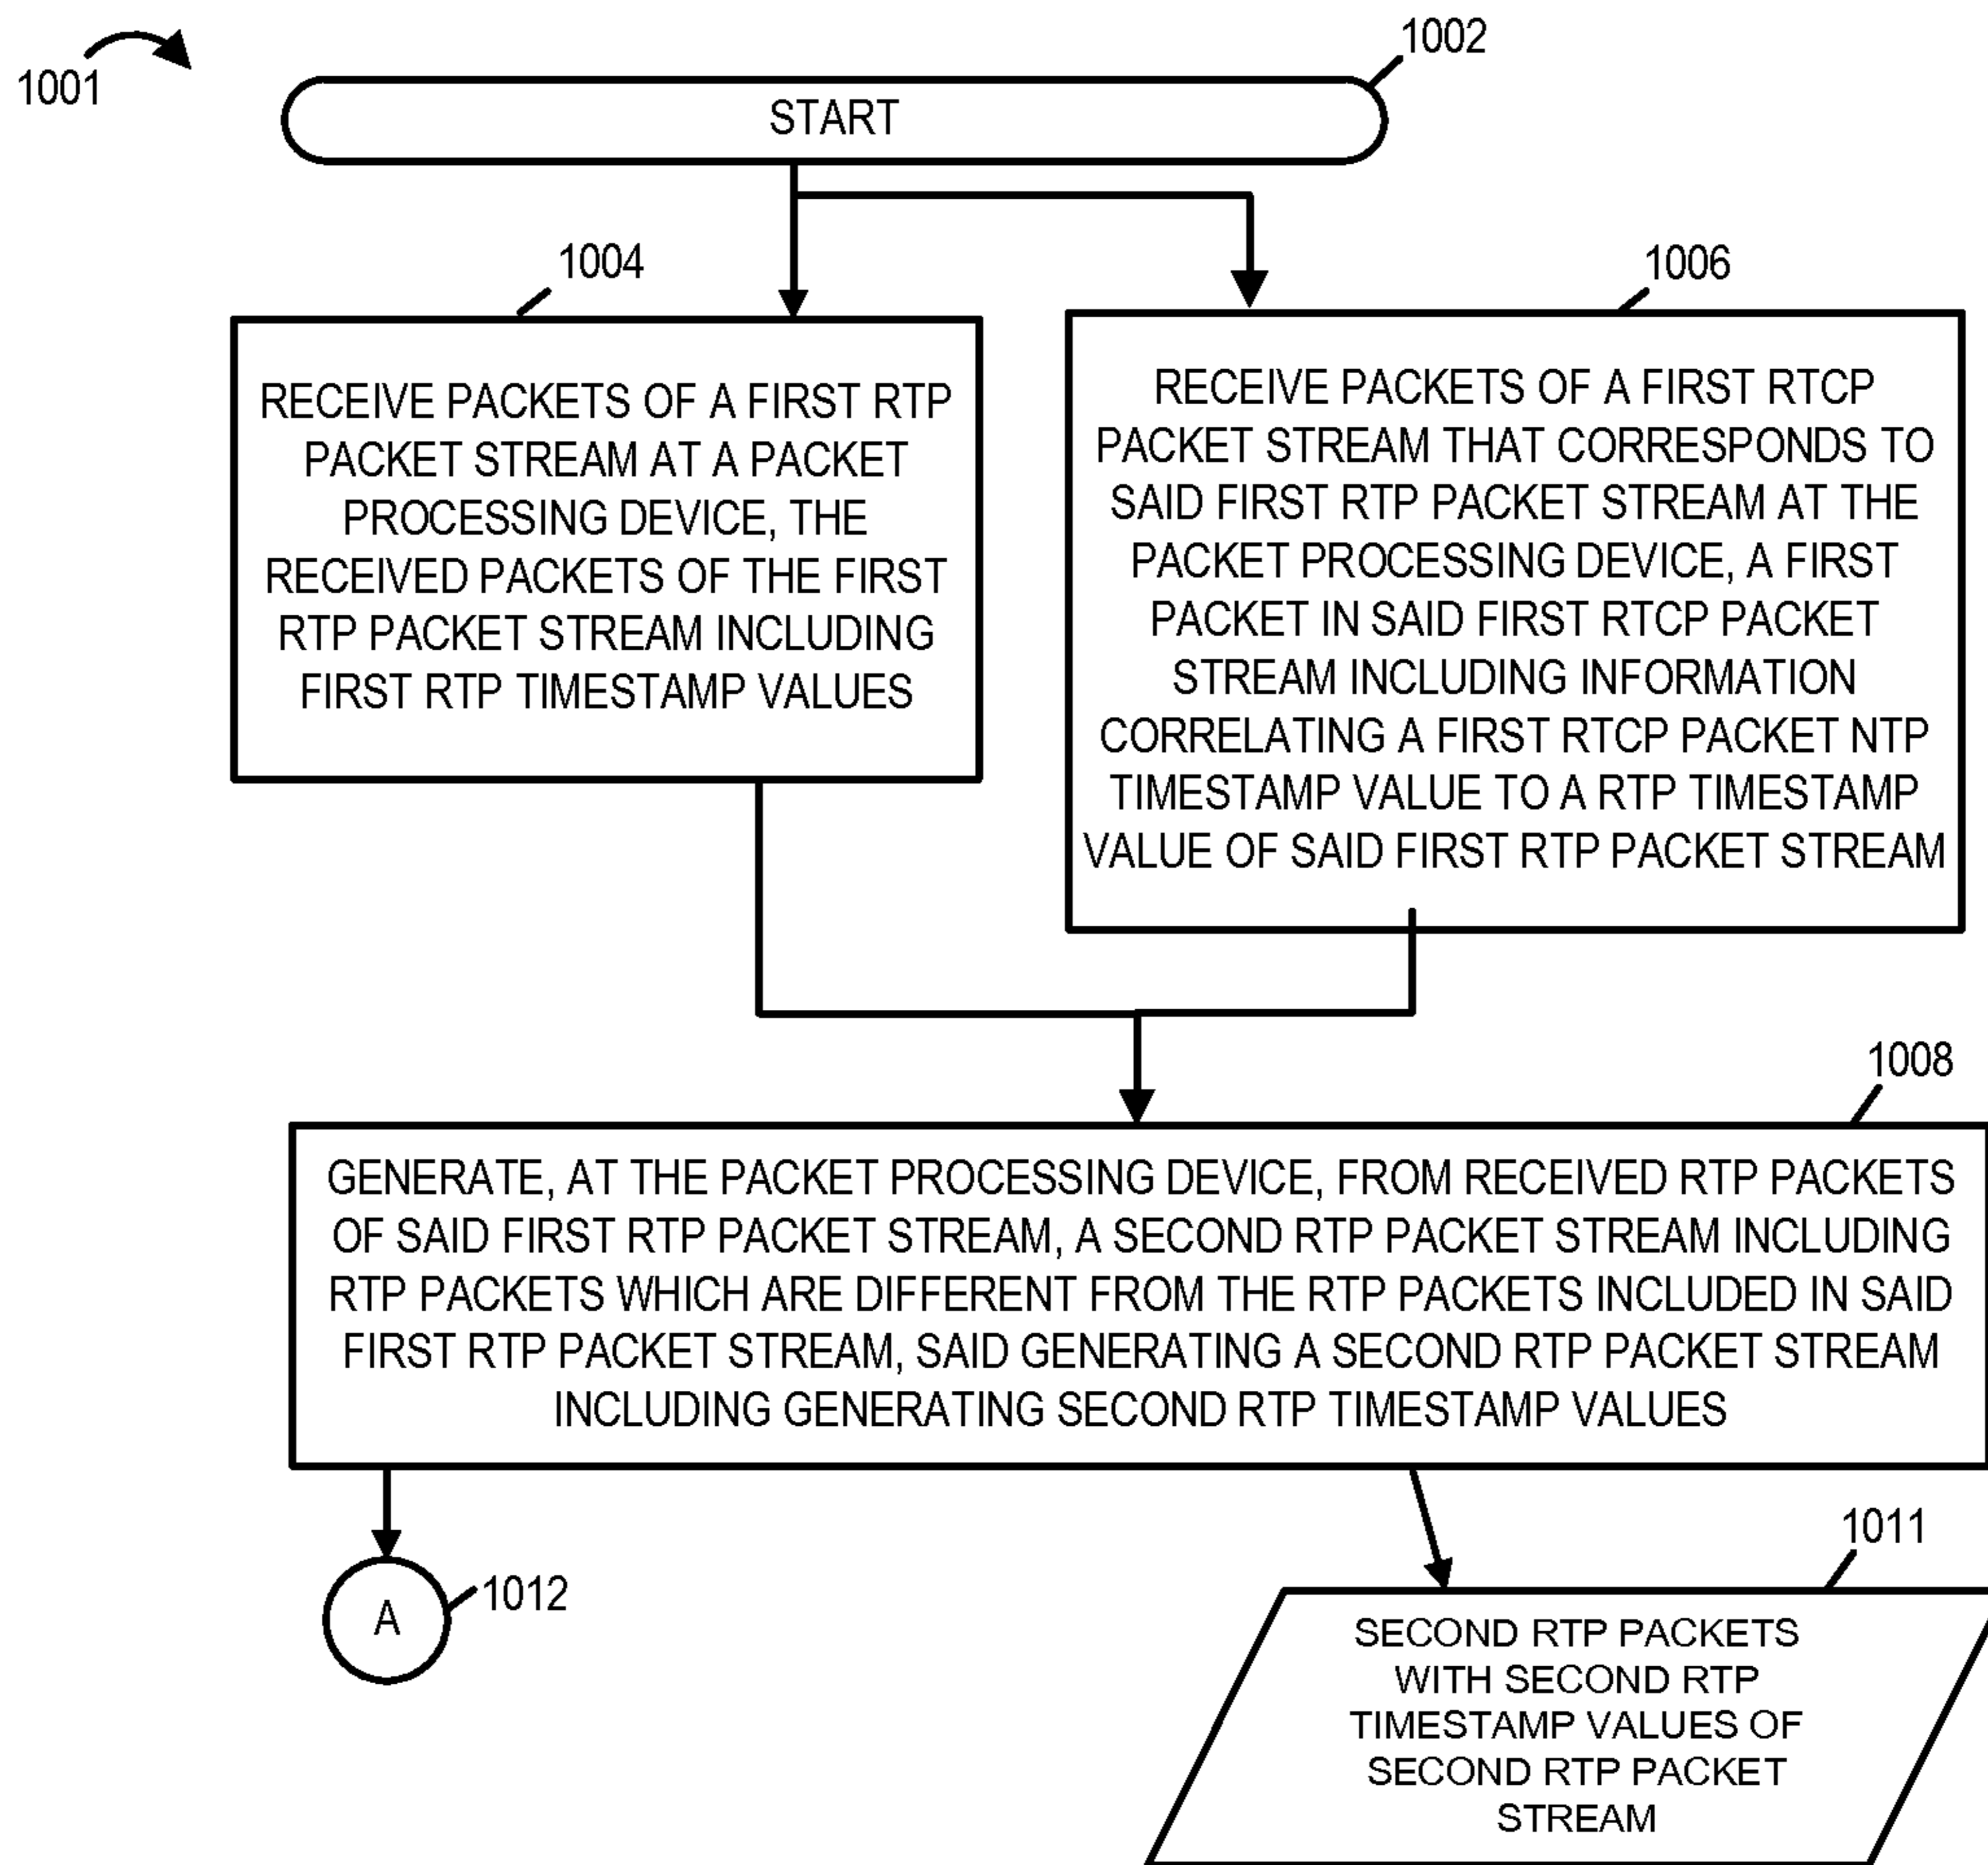 1001
1002
START
1004
RECEIVE PACKETS OF A FIRST RTP
PACKET STREAM AT A PACKET
PROCESSING DEVICE, THE
RECEIVED PACKETS OF THE FIRST
RTP PACKET STREAM INCLUDING
FIRST RTP TIMESTAMP VALUES
1006
RECEIVE PACKETS OF A FIRST RTCP
PACKET STREAM THAT CORRESPONDS TO
SAID FIRST RTP PACKET STREAM AT THE
PACKET PROCESSING DEVICE, A FIRST
PACKET IN SAID FIRST RTCP PACKET
STREAM INCLUDING INFORMATION
CORRELATING A FIRST RTCP PACKET NTP
TIMESTAMP VALUE TO A RTP TIMESTAMP
VALUE OF SAID FIRST RTP PACKET STREAM
1008
GENERATE, AT THE PACKET PROCESSING DEVICE, FROM RECEIVED RTP PACKETS
OF SAID FIRST RTP PACKET STREAM, A SECOND RTP PACKET STREAM INCLUDING
RTP PACKETS WHICH ARE DIFFERENT FROM THE RTP PACKETS INCLUDED IN SAID
FIRST RTP PACKET STREAM, SAID GENERATING A SECOND RTP PACKET STREAM
INCLUDING GENERATING SECOND RTP TIMESTAMP VALUES
A
1012
1011
SECOND RTP PACKETS
WITH SECOND RTP
TIMESTAMP VALUES OF
SECOND RTP PACKET
STREAM